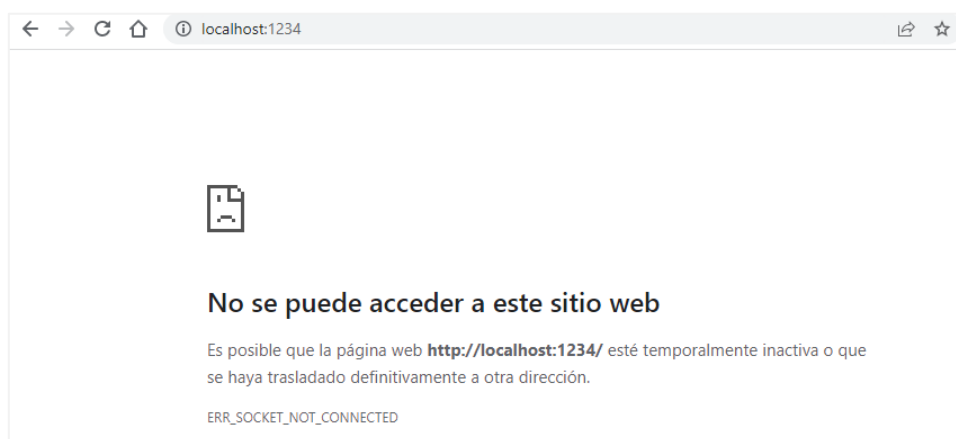 localhost:1234
No se puede acceder a este sitio web
Es posible que la página web http://localhost:1234/ esté temporalmente inactiva o que
se haya trasladado definitivamente a otra dirección.
ERR_SOCKET_NOT_CONNECTED